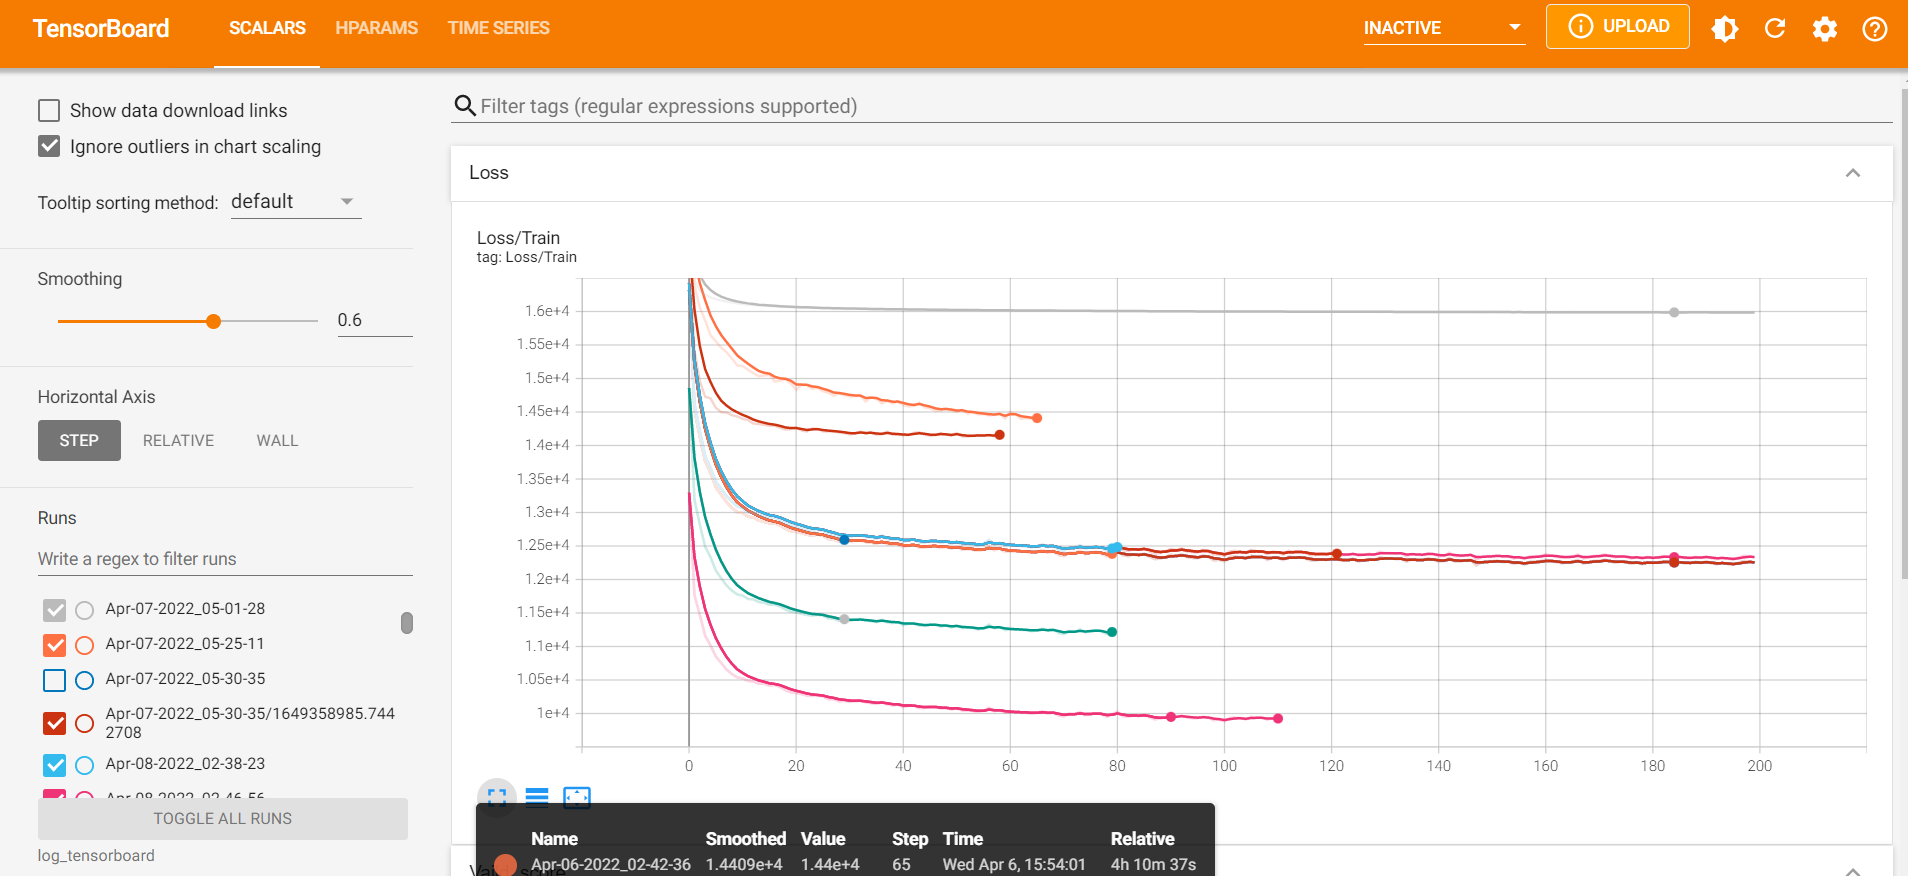 TensorBoard SCALARS HPARAMS TIME SERIES INACTIVE UPLOAD
Show data download links
Ignore outliers in chart scaling
Tooltip sorting method: default
Smoothing
0.6
Horizontal Axis
STEP RELATIVE WALL
Runs
Write a regex to filter runs
Apr-07-2022_05-01-28
Apr-07-2022_05-25-11
Apr-07-2022_05-30-35
Apr-07-2022_05-30-35/1649358985.744
2708
Apr-08-2022_02-38-23
Apr-08-2022_02-46-56
TOGGLE ALL RUNS
log_tensorboard
Filter tags (regular expressions supported)
Loss
Loss/Train
tag: Loss/Train
1.6e+4
1.55e+4
1.5e+4
1.45e+4
1.4e+4
1.35e+4
1.3e+4
1.25e+4
1.2e+4
1.15e+4
1.1e+4
1.05e+4
1e+4
0 20 40 60 80 100 120 140 160 180 200
Name Smoothed Value Step Time Relative
Apr-06-2022_02-42-36 1.4409e+4 1.44e+4 65 Wed Apr 6, 15:54:01 4h 10m 37s